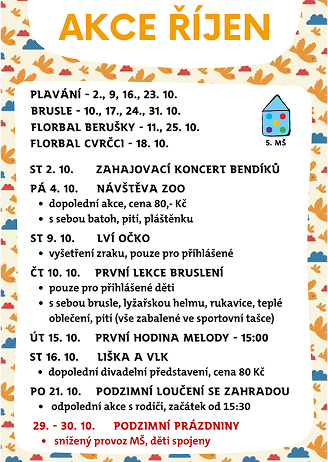 AKCE ŘÍJEN
PLAVÁNÍ - 2., 9, 16., 23. 10.
BRUSLE - 10., 17., 24., 31. 10.
FLORBAL BERUŠKY - 11., 25. 10.
FLORBAL CVRČCI - 18. 10.
5. MŠ
ST 2. 10. ZAHAJOVACÍ KONCERT BENDÍKŮ
PÁ 4. 10. NÁVŠTĚVA ZOO
• dopolední akce, cena 80,- Kč
• s sebou batoh, pití, pláštěnku
ST 9. 10. LVÍ OČKO
• vyšetření zraku, pouze pro přihlášené
ČT 10. 10. PRVNÍ LEKCE BRUSLENÍ
• pouze pro přihlášené děti
• s sebou brusle, lyžařskou helmu, rukavice, teplé
oblečení, pití (vše zabalené ve sportovní tašce)
ÚT 15. 10. PRVNÍ HODINA MELODY - 15:00
ST 16. 10. LIŠKA A VLK
• dopolední divadelní představení, cena 80 Kč
PO 21. 10. PODZIMNÍ LOUČENÍ SE ZAHRADOU
• odpolední akce s rodiči, začátek od 15:30
29. - 30. 10. PODZIMNÍ PRÁZDNINY
• snížený provoz MŠ, děti spojeny